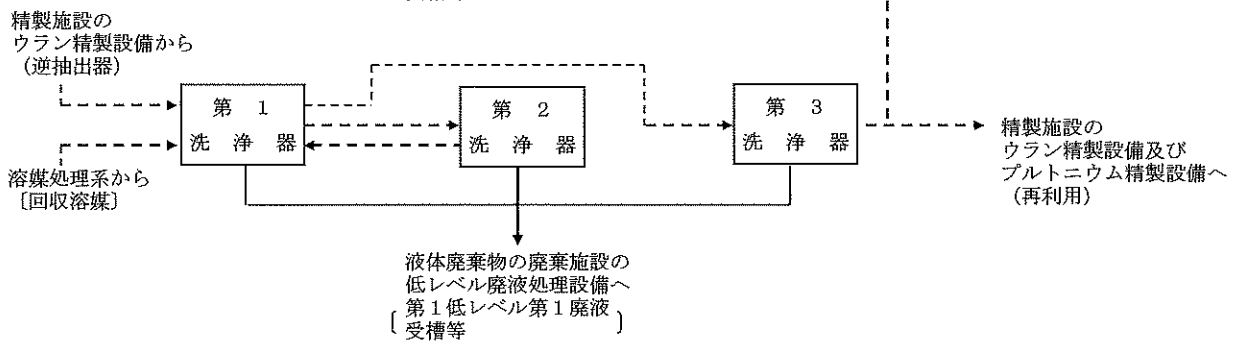 精製施設の
ウラン精製設備から
(逆抽出器)
溶媒処理系から
〔回収溶媒〕
第 1
洗 浄 器
第 2
洗 浄 器
第 3
洗 浄 器
精製施設の
ウラン精製設備及び
プルトニウム精製設備へ
(再利用)
液体廃棄物の廃棄施設の
低レベル廃液処理設備へ
〔第1低レベル第1廃液
受槽等〕